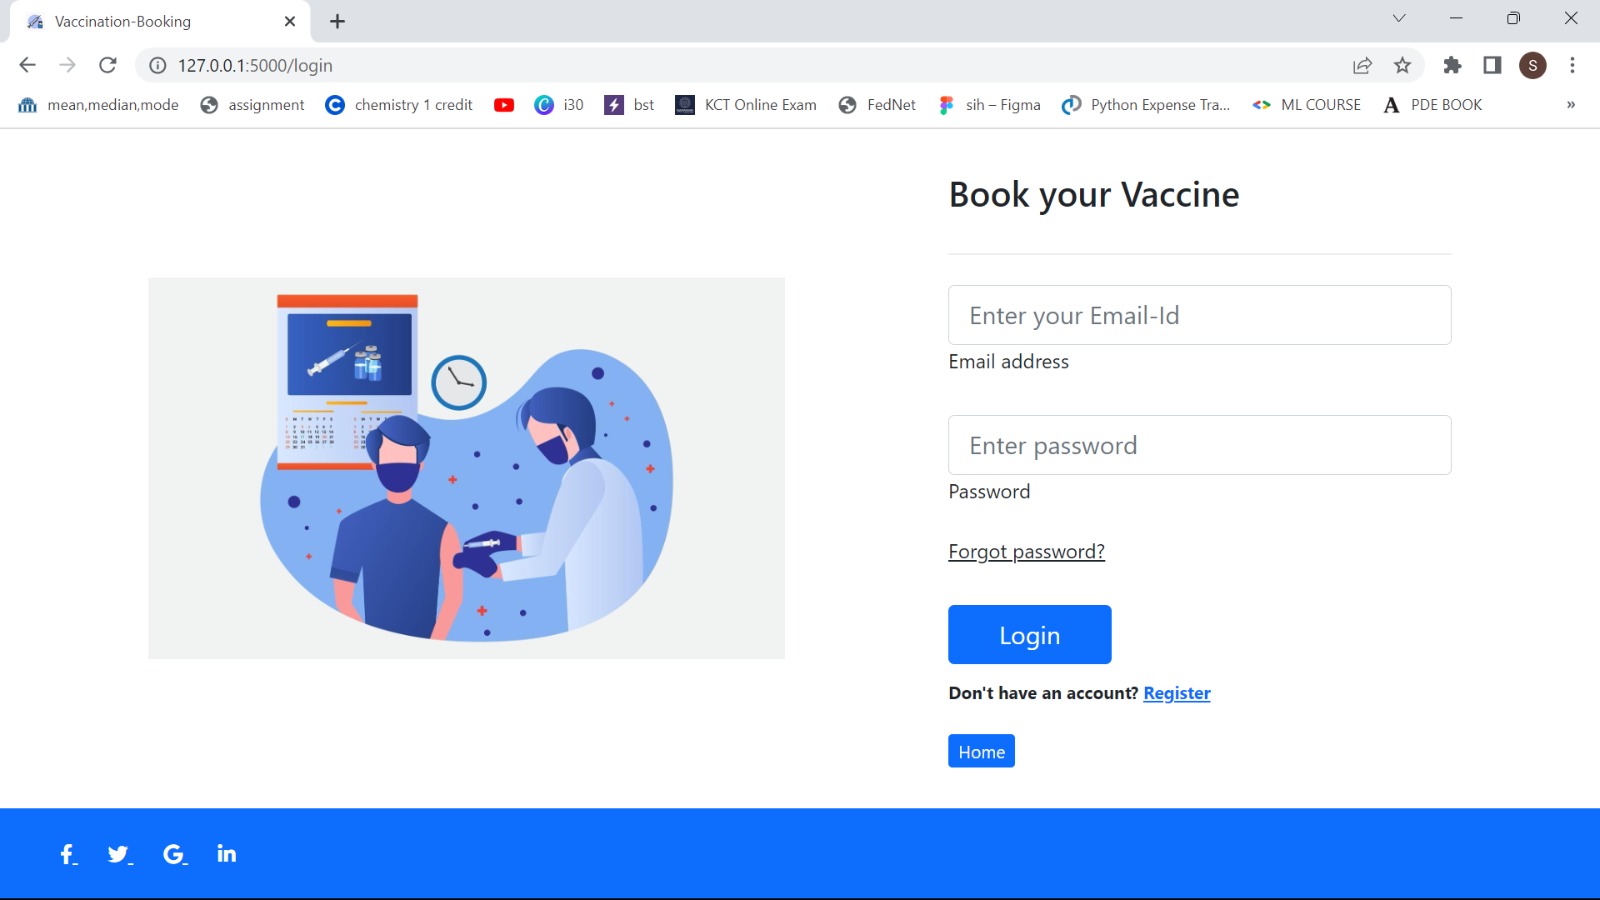 Vaccination-Booking
127.0.0.1:5000/login
S
mean,median,mode assignment chemistry 1 credit i30 bst KCT Online Exam FedNet sih – Figma Python Expense Tra... ML COURSE PDE BOOK »
Book your Vaccine
Enter your Email-Id
Email address
Enter password
Password
Forgot password?
Login
Don't have an account? Register
Home